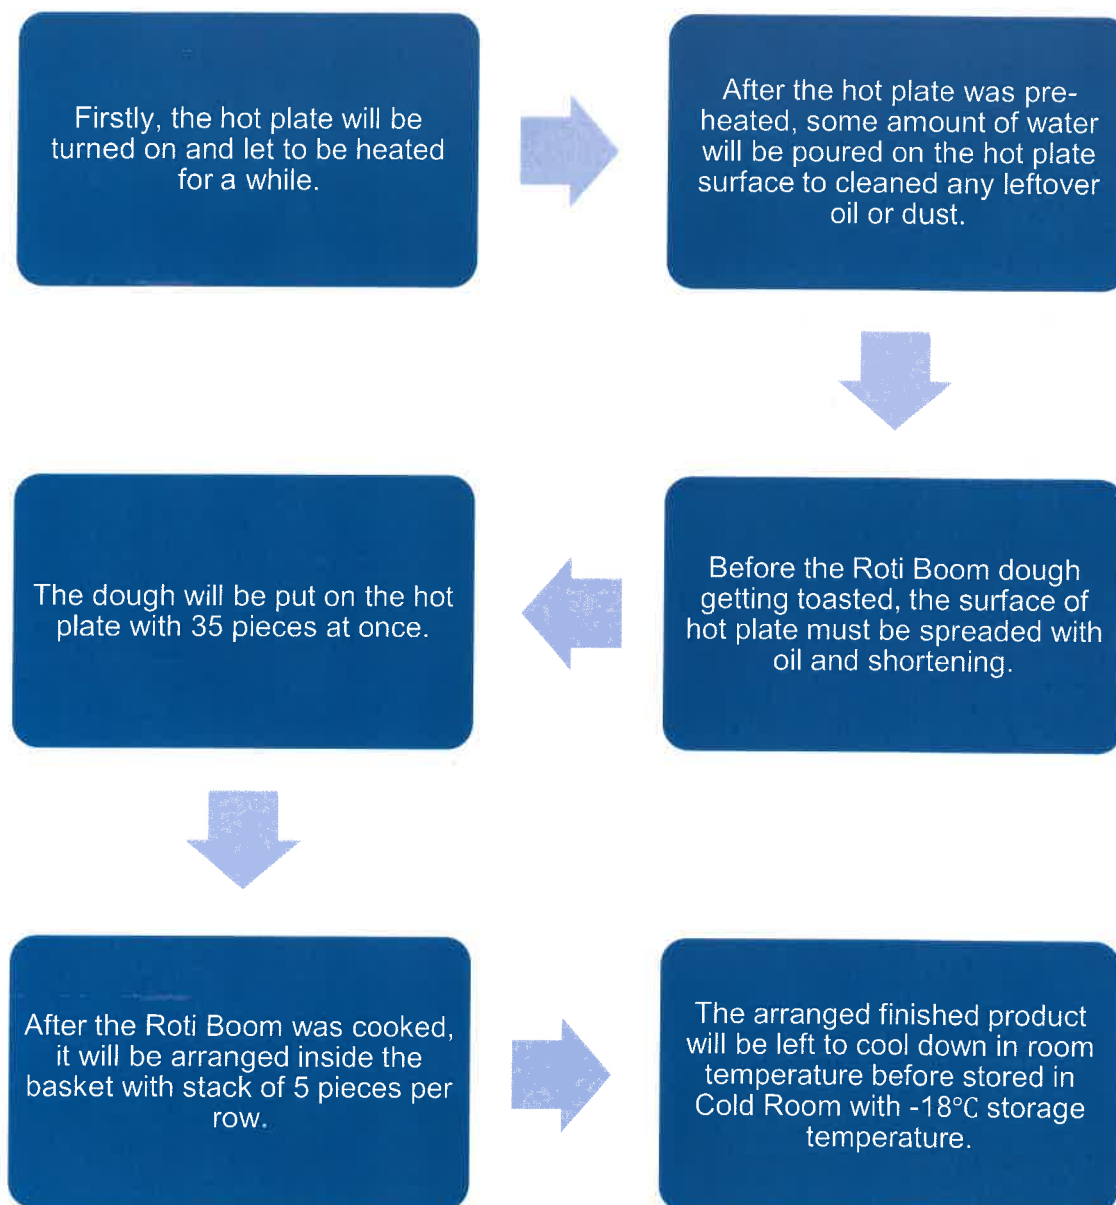 Firstly, the hot plate will be
turned on and let to be heated
for a while.
After the hot plate was pre-
heated, some amount of water
will be poured on the hot plate
surface to cleaned any leftover
oil or dust.
Before the Roti Boom dough
getting toasted, the surface of
hot plate must be spreaded with
oil and shortening.
The dough will be put on the hot
plate with 35 pieces at once.
After the Roti Boom was cooked,
it will be arranged inside the
basket with stack of 5 pieces per
row.
The arranged finished product
will be left to cool down in room
temperature before stored in
Cold Room with -18°C storage
temperature.